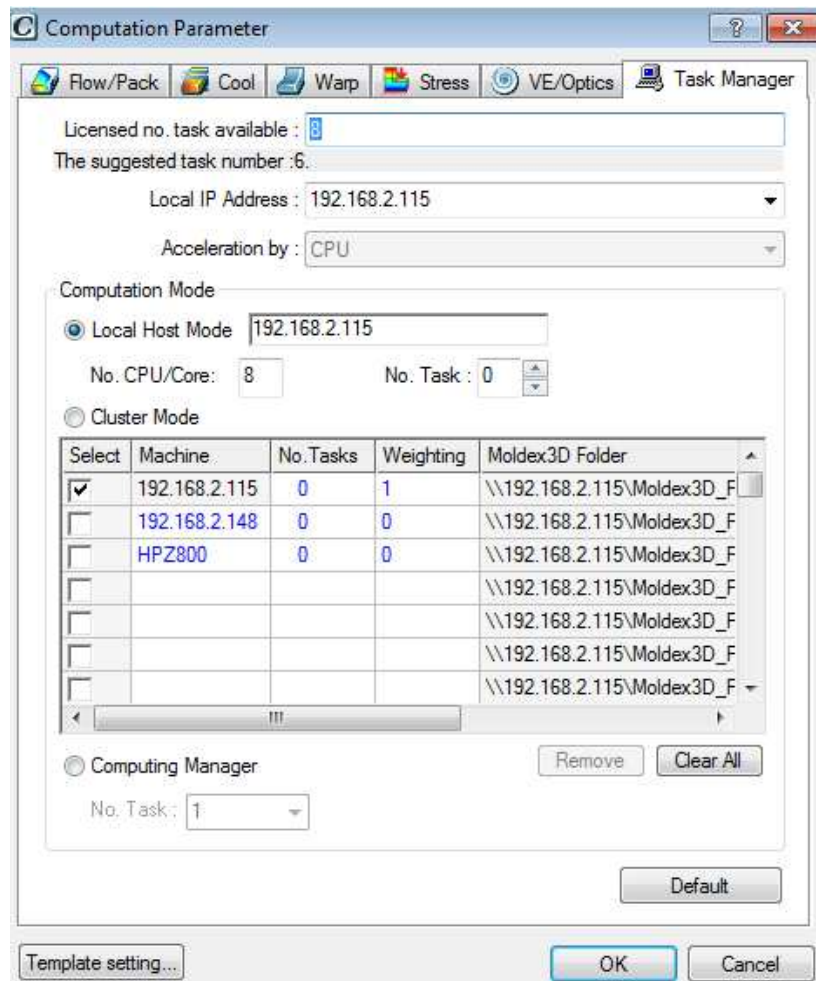 C Computation Parameter
Flow/Pack Cool Warp Stress VE/Optics Task Manager
Licensed no. task available : 8
The suggested task number :6.
Local IP Address : 192.168.2.115
Acceleration by : CPU
Computation Mode
Local Host Mode 192.168.2.115
No. CPU/Core: 8 No. Task : 0
Cluster Mode
Select Machine No.Tasks Weighting Moldex3D Folder
192.168.2.115 0 1 \\192.168.2.115\Moldex3D_F
192.168.2.148 0 0 \\192.168.2.115\Moldex3D_F
HPZ800 0 0 \\192.168.2.115\Moldex3D_F
\\192.168.2.115\Moldex3D_F
\\192.168.2.115\Moldex3D_F
\\192.168.2.115\Moldex3D_F
\\192.168.2.115\Moldex3D_F
Computing Manager Remove Clear All
No. Task : 1
Default
Template setting... OK Cancel